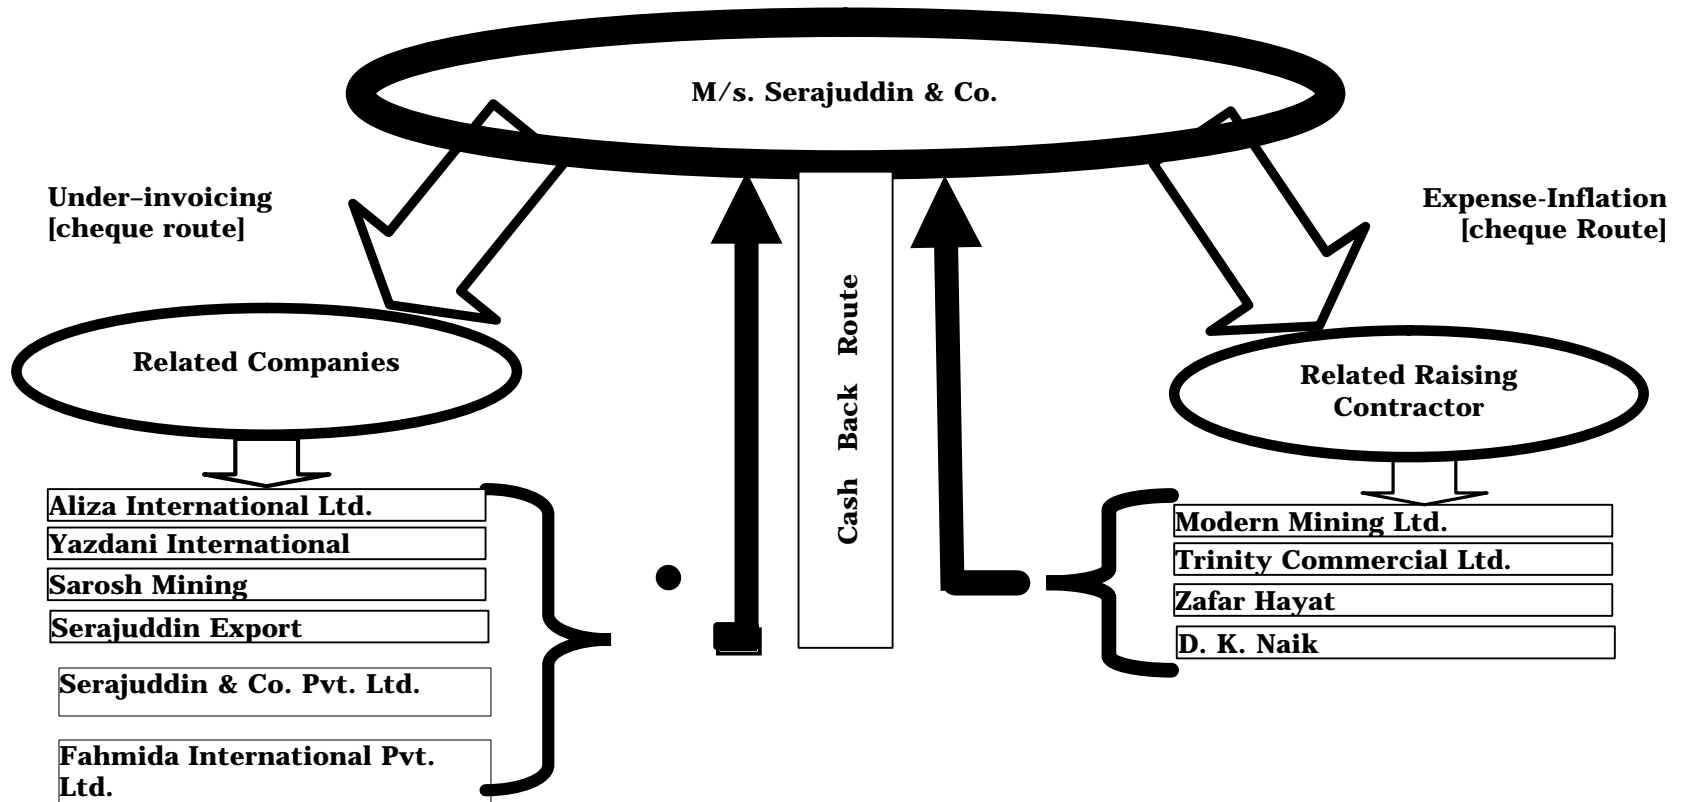 M/s. Serajuddin & Co.
Under–invoicing
[cheque route]
Expense-Inflation
[cheque Route]
Cash Back Route
Related Companies
Related Raising
Contractor
Aliza International Ltd.
Yazdani International
Sarosh Mining
Serajuddin Export
Serajuddin & Co. Pvt. Ltd.
Fahmida International Pvt.
Ltd.
Modern Mining Ltd.
Trinity Commercial Ltd.
Zafar Hayat
D. K. Naik